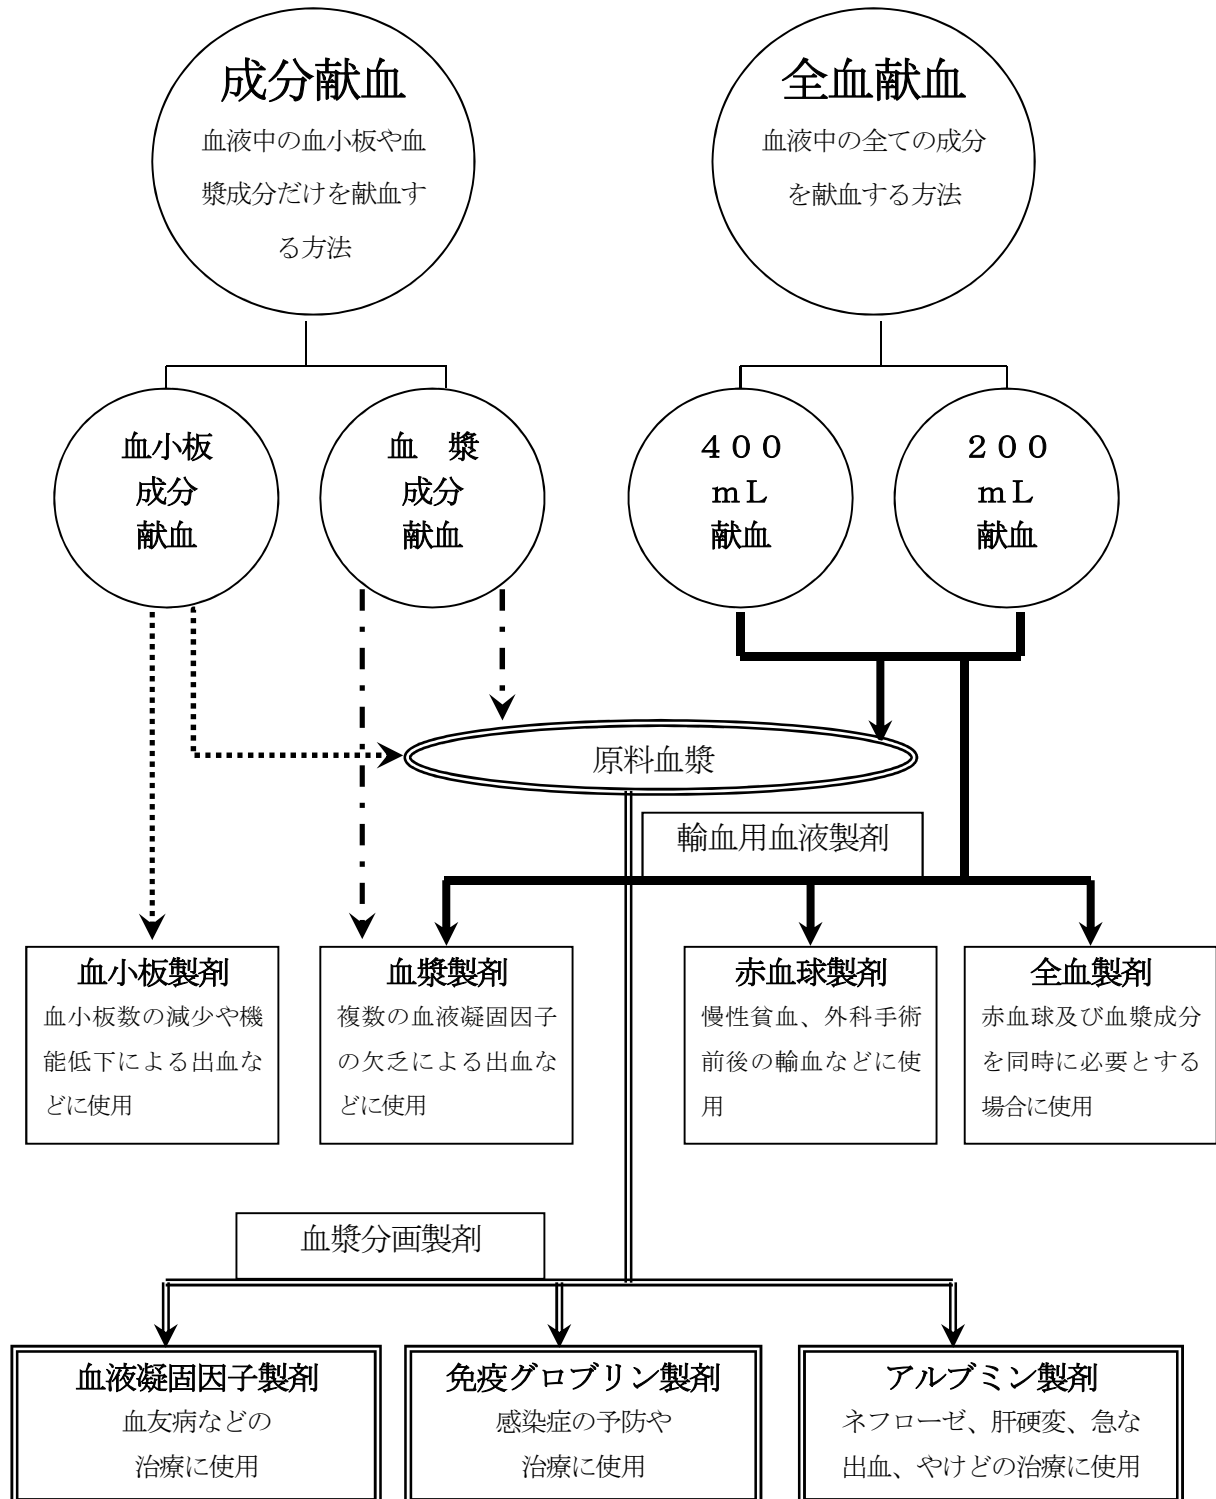 成分献血
血液中の血小板や血
漿成分だけを献血す
る方法
全血献血
血液中の全ての成分
を献血する方法
血小板
成分
献血
血　漿
成分
献血
４００
ｍＬ
献血
２００
ｍＬ
献血
原料血漿
輸血用血液製剤
血小板製剤
血小板数の減少や機
能低下による出血な
どに使用
血漿製剤
複数の血液凝固因子
の欠乏による出血な
どに使用
赤血球製剤
慢性貧血、外科手術
前後の輸血などに使
用
全血製剤
赤血球及び血漿成分
を同時に必要とする
場合に使用
血漿分画製剤
血液凝固因子製剤
血友病などの
治療に使用
免疫グロブリン製剤
感染症の予防や
治療に使用
アルブミン製剤
ネフローゼ、肝硬変、急な
出血、やけどの治療に使用